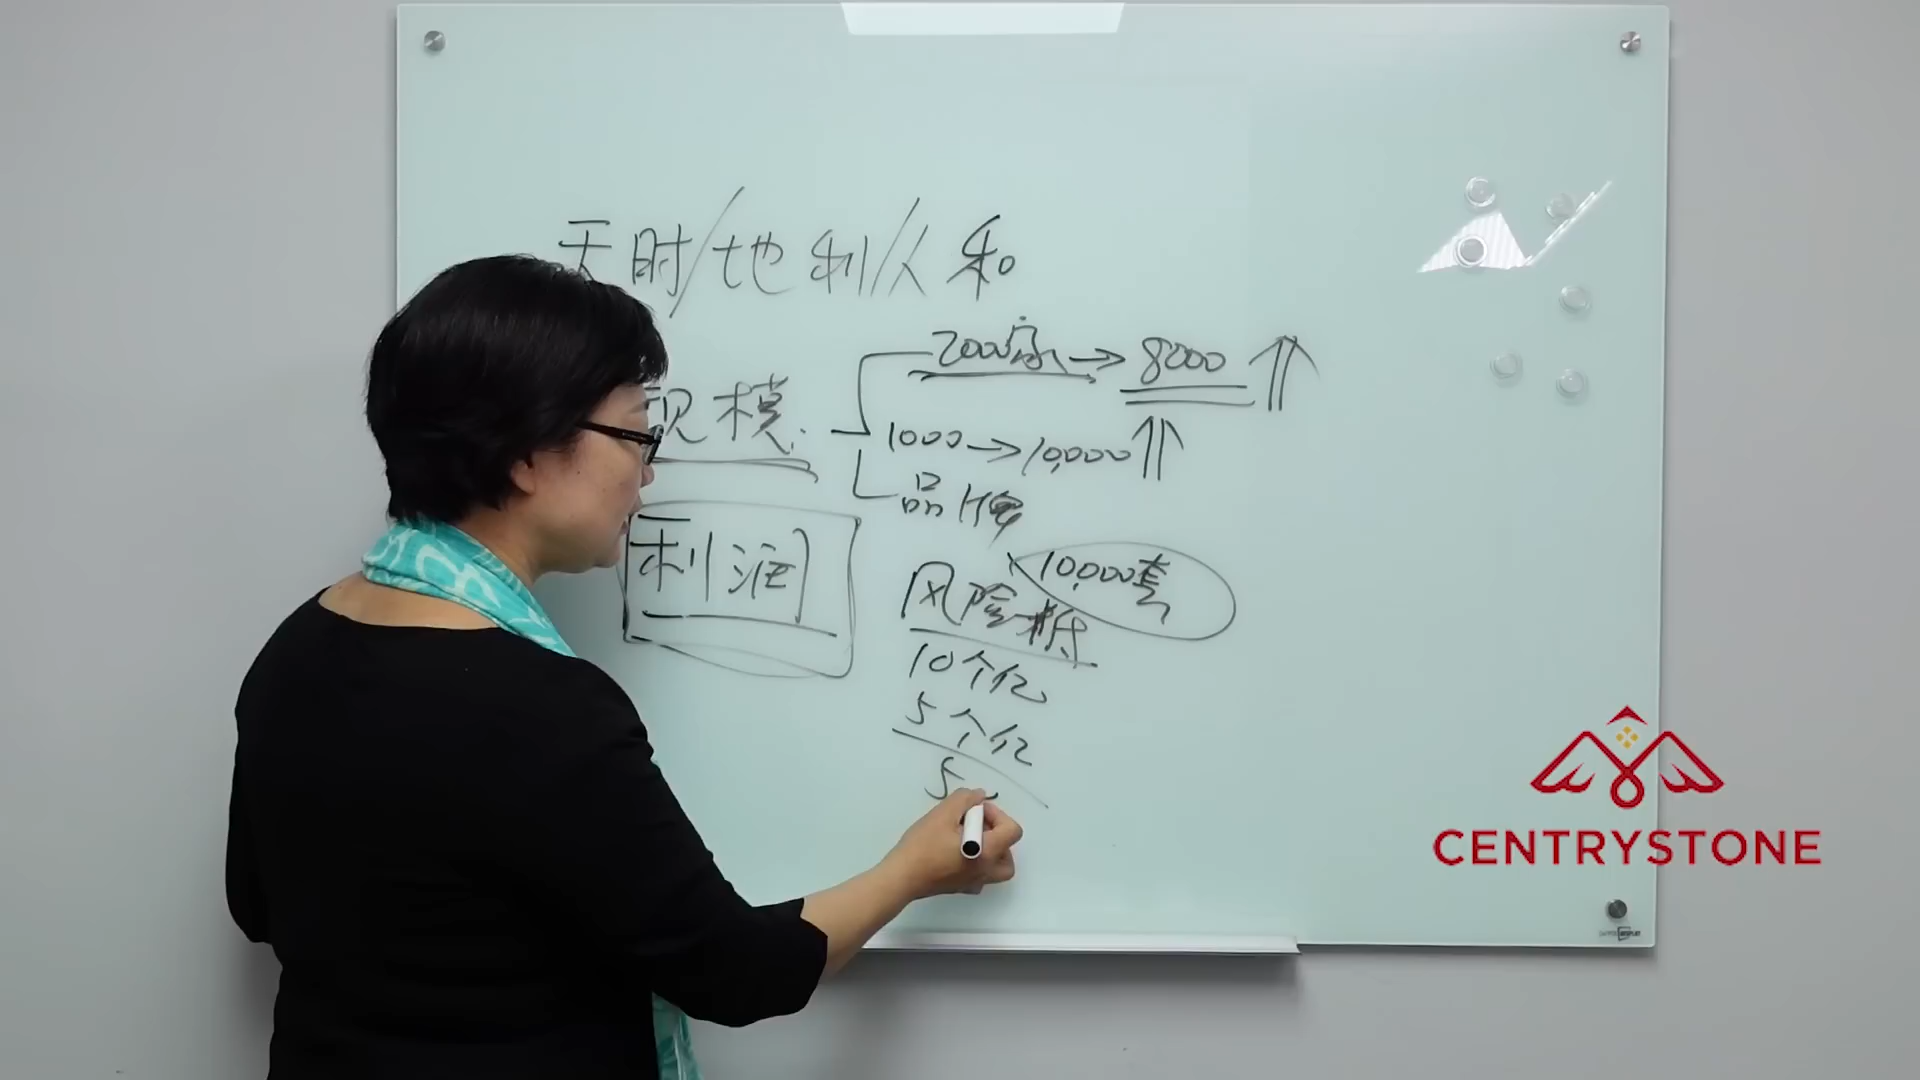 天时/地利/人和
2000家→8000
规模
1000→10,000
品牌
利润
10,000套
风险
10个亿
5个亿
5
CENTRYSTONE